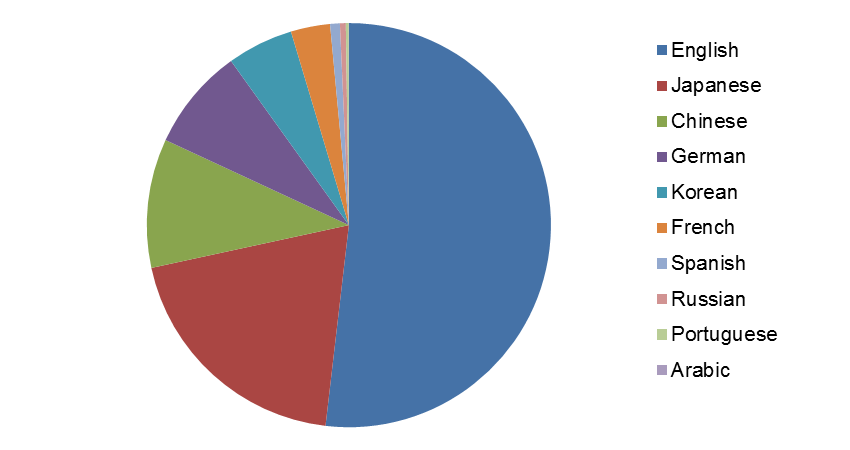 English
Japanese
Chinese
German
Korean
French
Spanish
Russian
Portuguese
Arabic